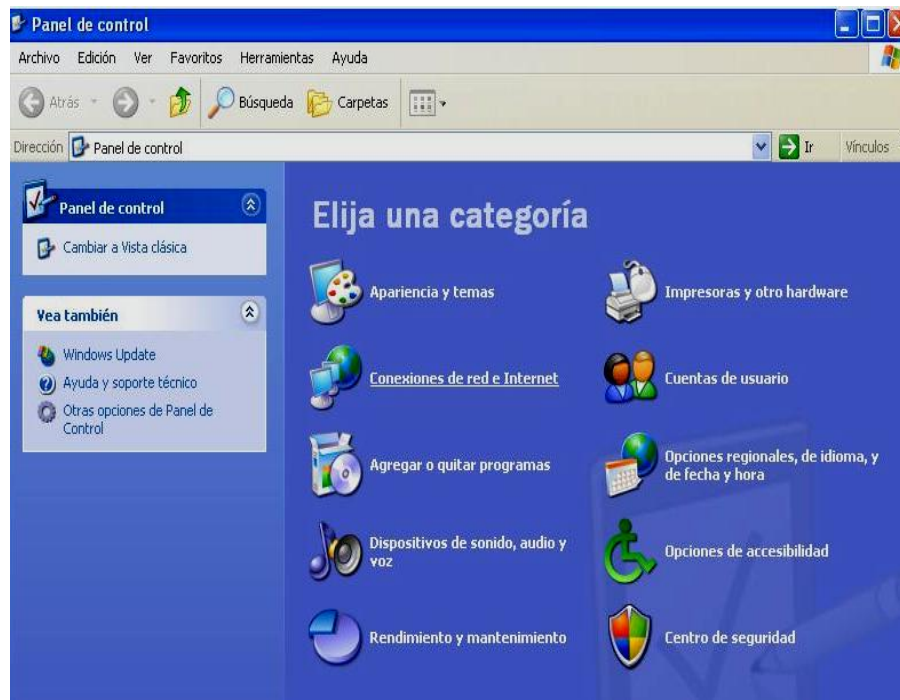 Panel de control
Archivo Edición Ver Favoritos Herramientas Ayuda
Atrás Búsqueda Carpetas
Dirección Panel de control Ir Vínculos
Panel de control
Cambiar a Vista clásica
Vea también
Windows Update
Ayuda y soporte técnico
Otras opciones de Panel de
Control
Elija una categoría
Apariencia y temas
Impresoras y otro hardware
Conexiones de red e Internet
Cuentas de usuario
Agregar o quitar programas
Opciones regionales, de idioma, y
de fecha y hora
Dispositivos de sonido, audio y
voz
Opciones de accesibilidad
Rendimiento y mantenimiento
Centro de seguridad